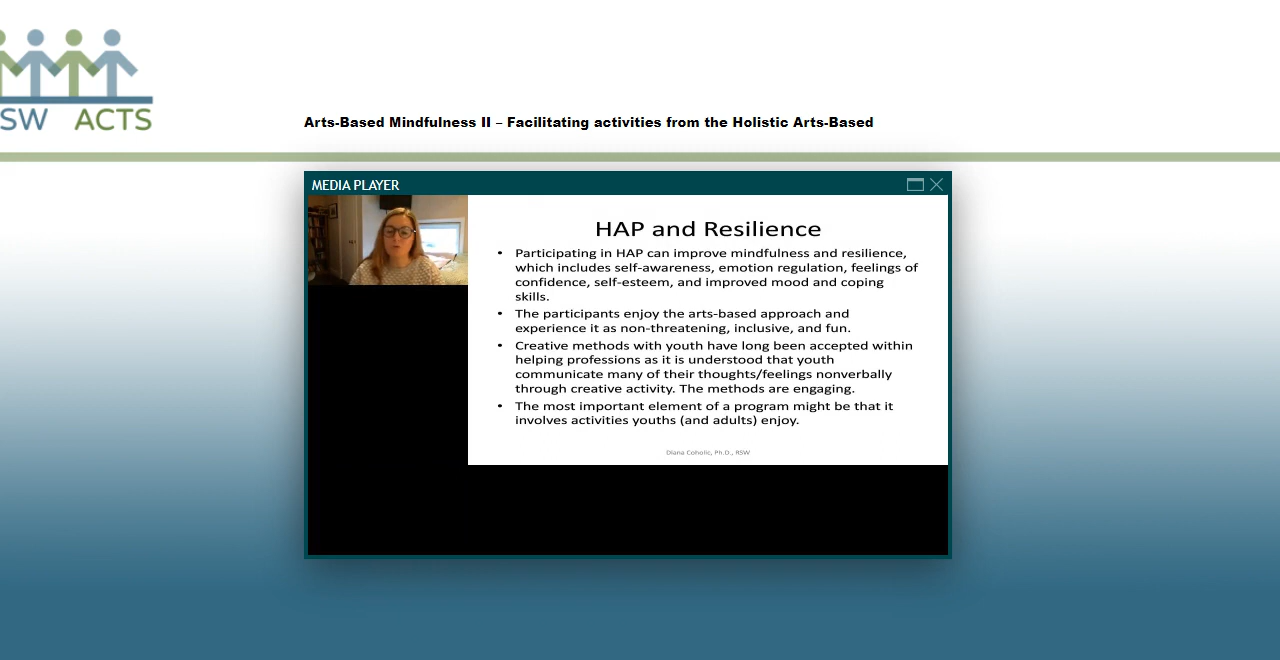 SW ACTS
Arts-Based Mindfulness II – Facilitating activities from the Holistic Arts-Based
MEDIA PLAYER
HAP and Resilience
• Participating in HAP can improve mindfulness and resilience,
which includes self-awareness, emotion regulation, feelings of
confidence, self-esteem, and improved mood and coping
skills.
• The participants enjoy the arts-based approach and
experience it as non-threatening, inclusive, and fun.
• Creative methods with youth have long been accepted within
helping professions as it is understood that youth
communicate many of their thoughts/feelings nonverbally
through creative activity. The methods are engaging.
• The most important element of a program might be that it
involves activities youths (and adults) enjoy.
Diana Coholic, Ph.D., RSW